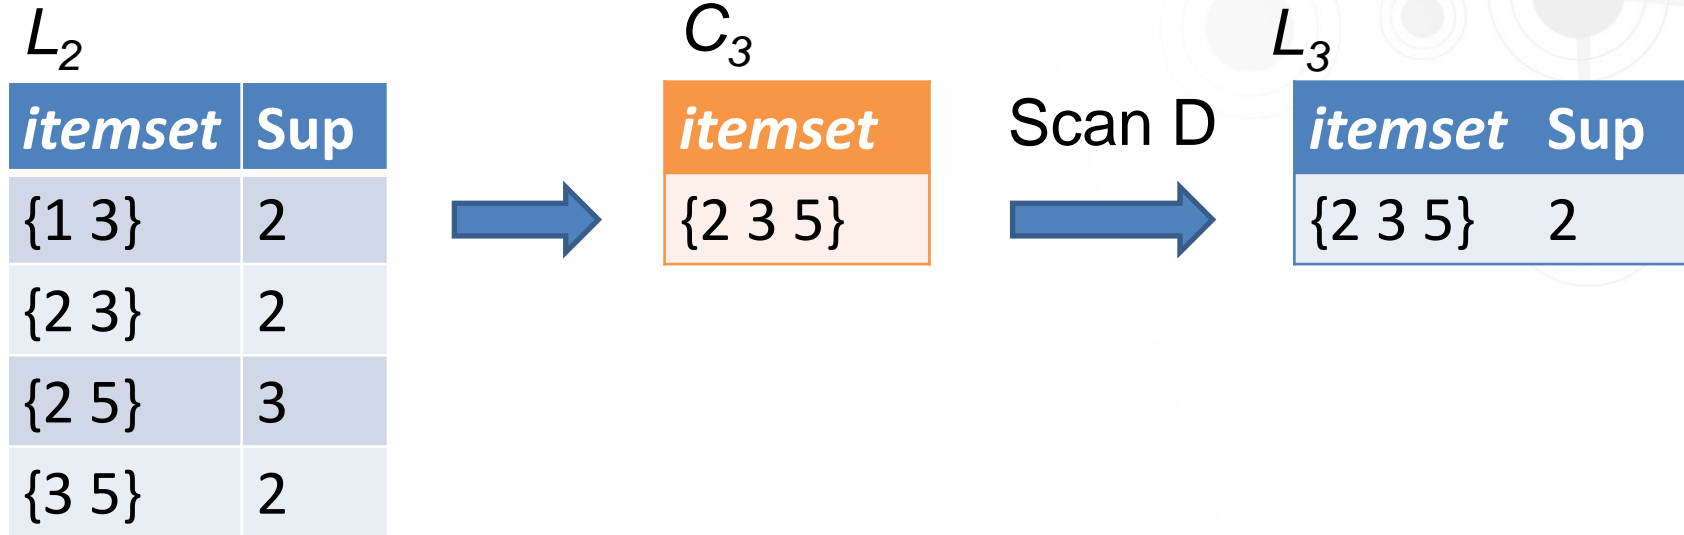 L2
itemset Sup
{1 3} 2
{2 3} 2
{2 5} 3
{3 5} 2
C3
itemset
{2 3 5}
Scan D
L3
itemset Sup
{2 3 5} 2